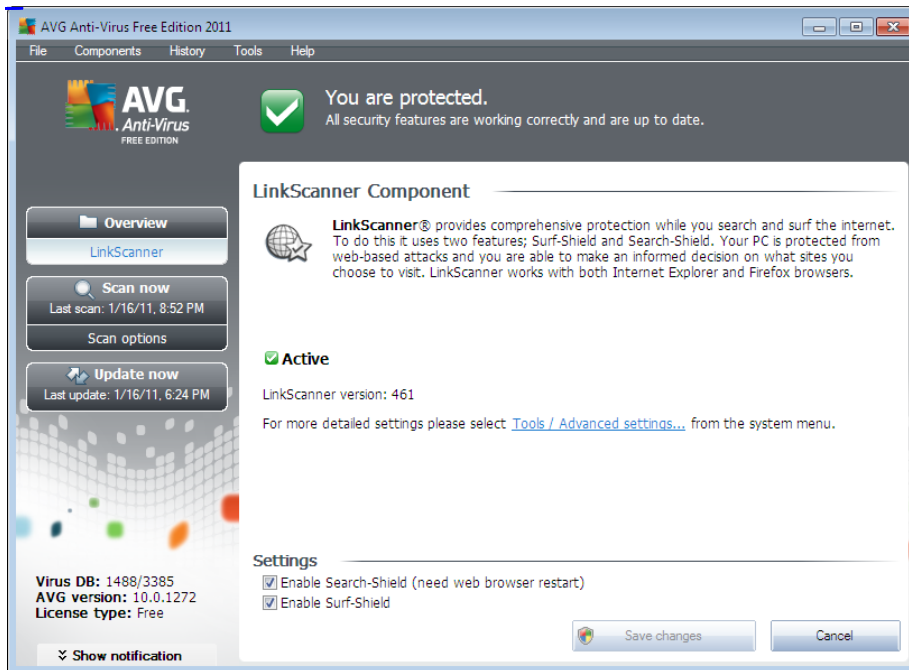 AVG Anti-Virus Free Edition 2011
File Components History Tools Help
AVG.
Anti-Virus
FREE EDITION
You are protected.
All security features are working correctly and are up to date.
Overview
LinkScanner
Scan now
Last scan: 1/16/11, 8:52 PM
Scan options
Update now
Last update: 1/16/11, 6:24 PM
Virus DB: 1488/3385
AVG version: 10.0.1272
License type: Free
Show notification
LinkScanner Component
LinkScanner® provides comprehensive protection while you search and surf the internet.
To do this it uses two features; Surf-Shield and Search-Shield. Your PC is protected from
web-based attacks and you are able to make an informed decision on what sites you
choose to visit. LinkScanner works with both Internet Explorer and Firefox browsers.
Active
LinkScanner version: 461
For more detailed settings please select Tools / Advanced settings... from the system menu.
Settings
Enable Search-Shield (need web browser restart)
Enable Surf-Shield
Save changes
Cancel